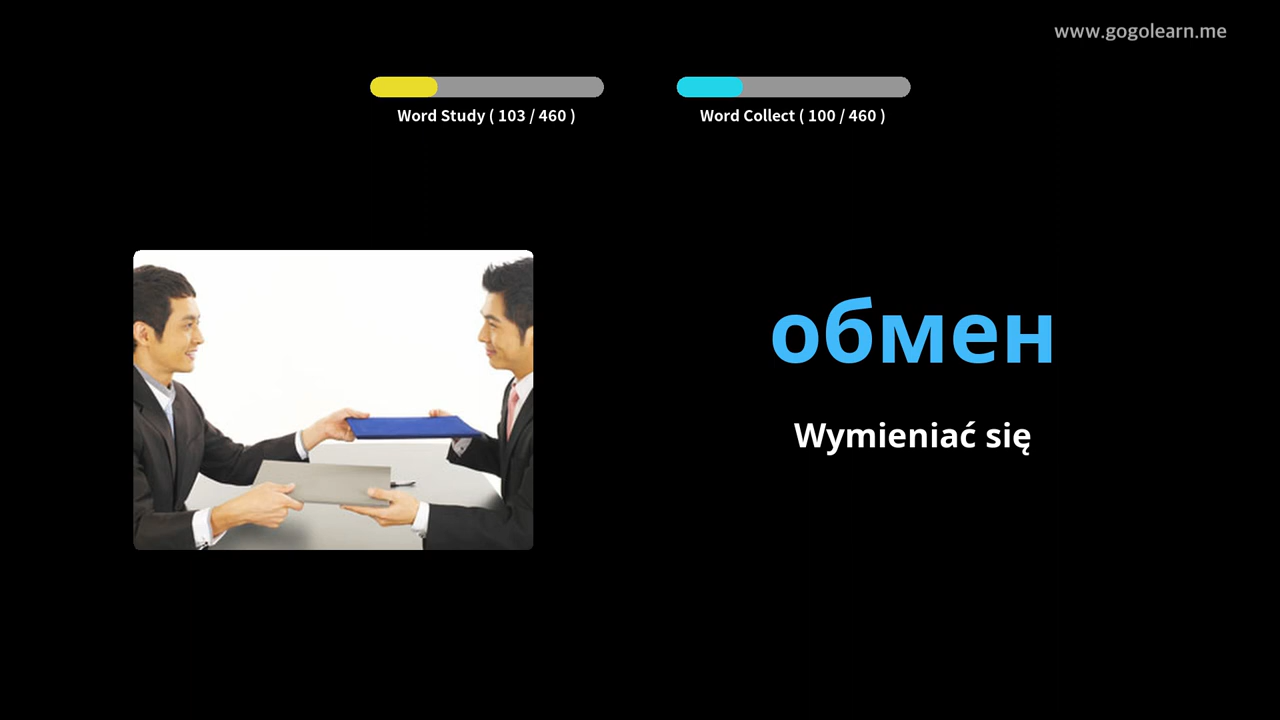 www.gogolearn.me
Word Study ( 103 / 460 )
Word Collect ( 100 / 460 )
обмен
Wymieniać się